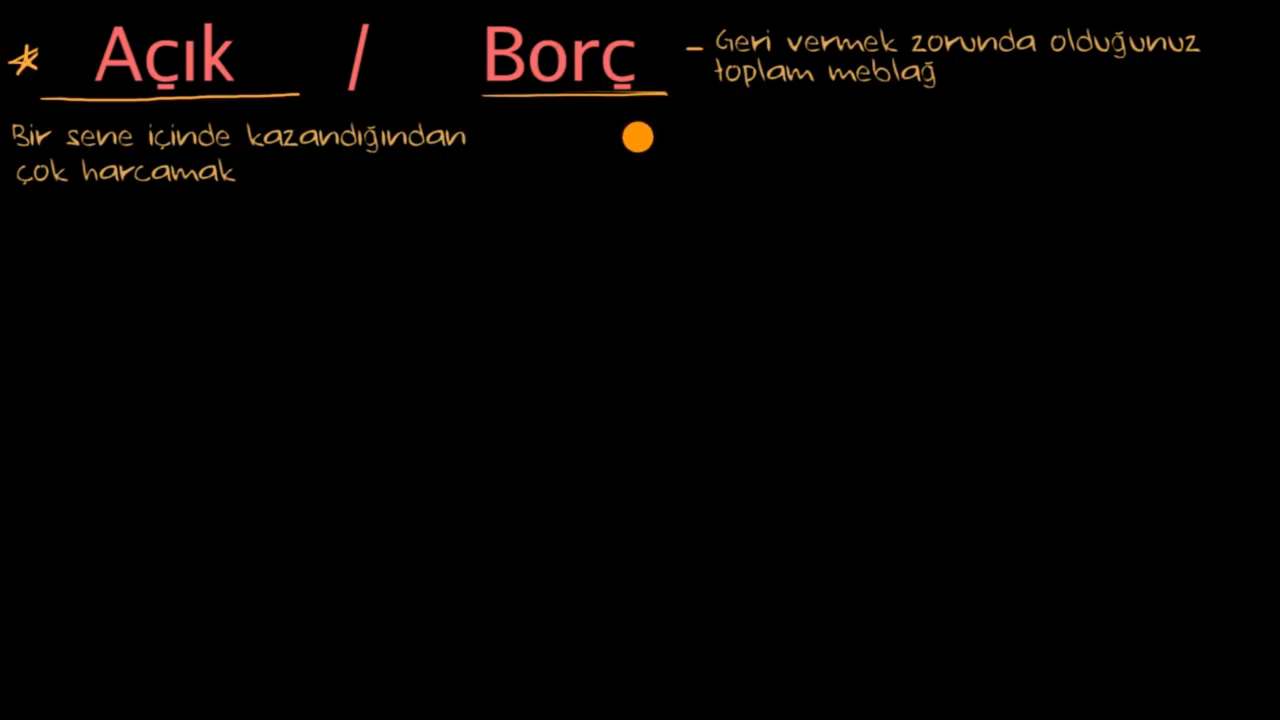 * Açık / Borç - Geri vermek zorunda olduğunuz
toplam meblağ
Bir sene içinde kazandığından
çok harcamak